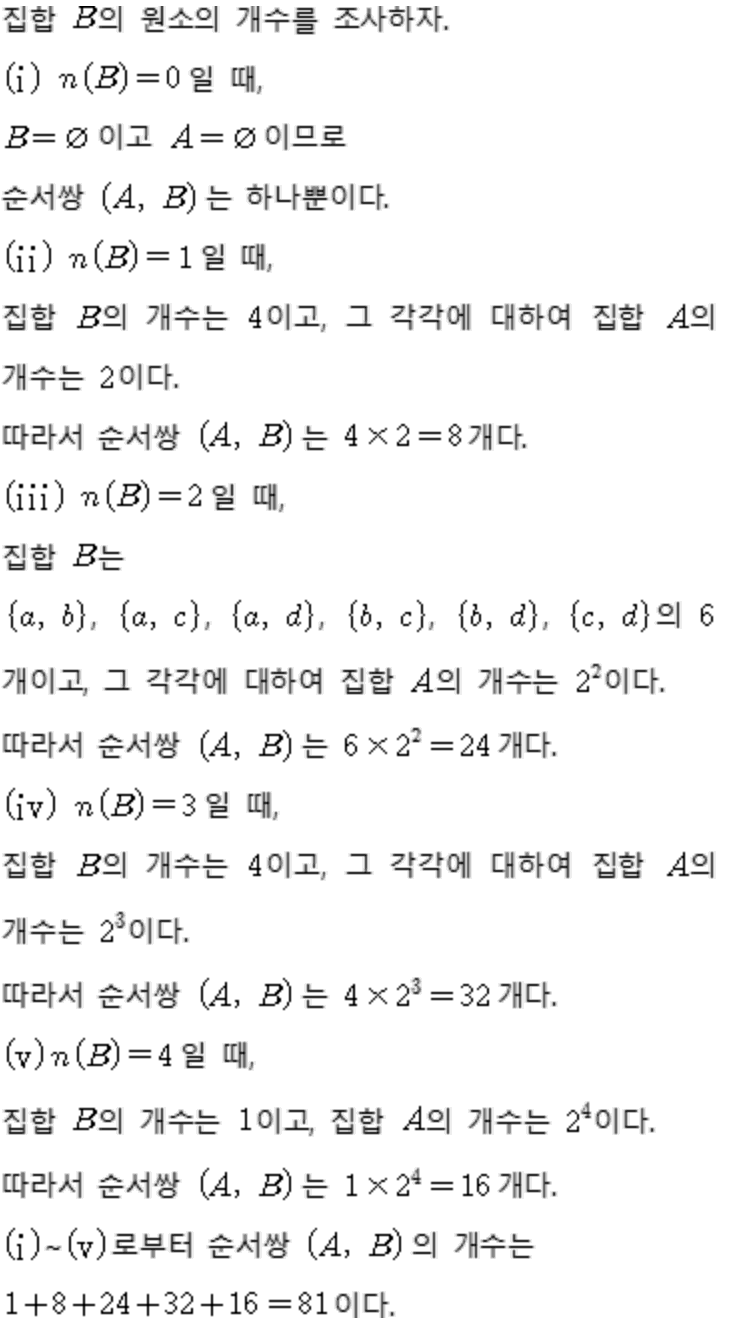 집합 B의 원소의 개수를 조사하자.
(ⅰ) n(B)=0일 때,
B=∅이고 A=∅이므로
순서쌍 (A, B)는 하나뿐이다.
(ⅱ) n(B)=1일 때,
집합 B의 개수는 4이고, 그 각각에 대하여 집합 A의
개수는 2이다.
따라서 순서쌍 (A, B)는 4×2=8개다.
(ⅲ) n(B)=2일 때,
집합 B는
{a, b}, {a, c}, {a, d}, {b, c}, {b, d}, {c, d}의 6
개이고, 그 각각에 대하여 집합 A의 개수는 2²이다.
따라서 순서쌍 (A, B)는 6×2²=24개다.
(ⅳ) n(B)=3일 때,
집합 B의 개수는 4이고, 그 각각에 대하여 집합 A의
개수는 2³이다.
따라서 순서쌍 (A, B)는 4×2³=32개다.
(ⅴ)n(B)=4일 때,
집합 B의 개수는 1이고, 집합 A의 개수는 2⁴이다.
따라서 순서쌍 (A, B)는 1×2⁴=16개다.
(ⅰ)~(ⅴ)로부터 순서쌍 (A, B)의 개수는
1+8+24+32+16=81이다.